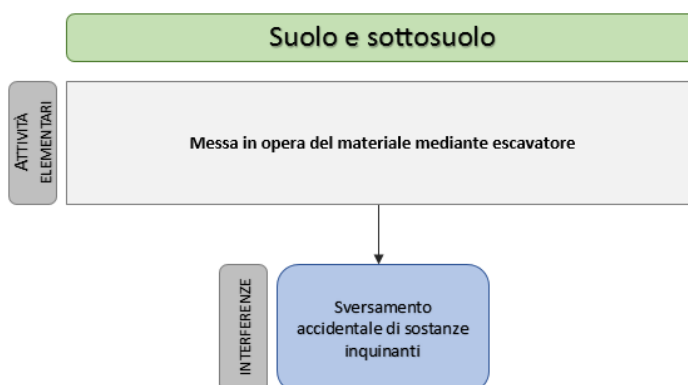 Suolo e sottosuolo
ATTIVITÀ
ELEMENTARI
Messa in opera del materiale mediante escavatore
INTERFERENZE
Sversamento
accidentale di sostanze
inquinanti